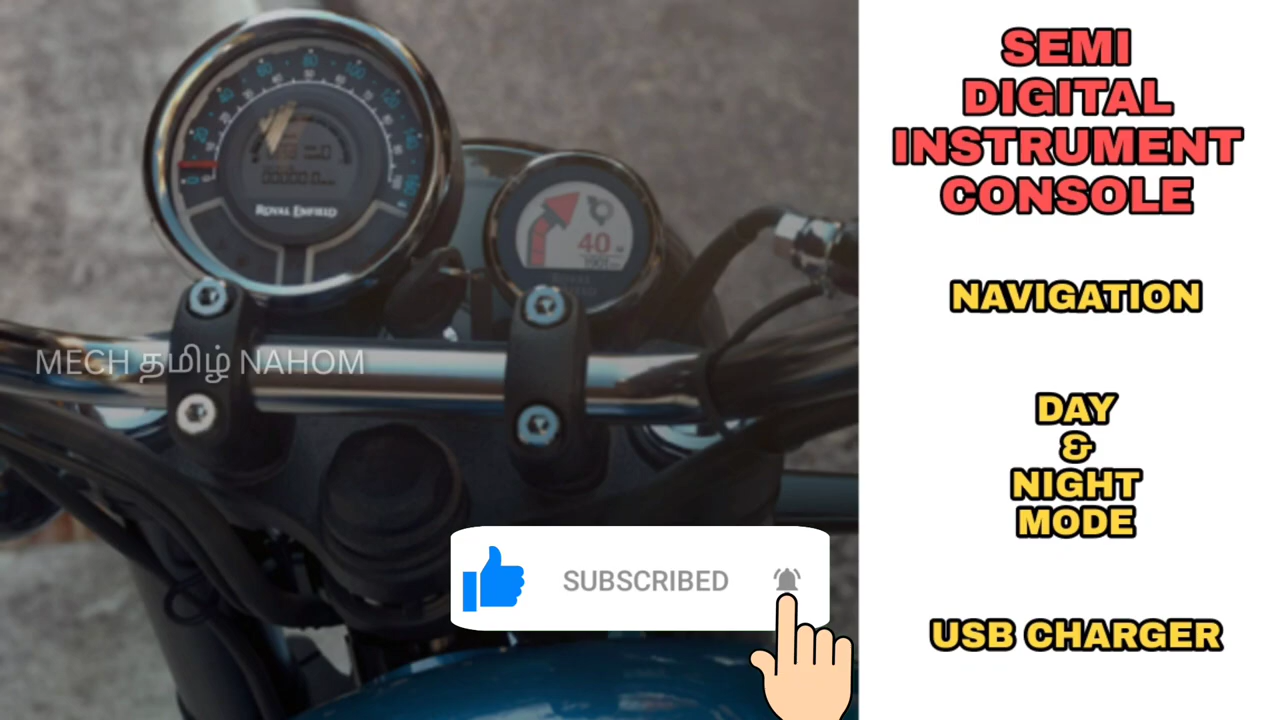 SEMI
DIGITAL
INSTRUMENT
CONSOLE
NAVIGATION
DAY
&
NIGHT
MODE
USB CHARGER
ROYAL ENFIELD
40
MECH தமிழ் NAHOM
SUBSCRIBED